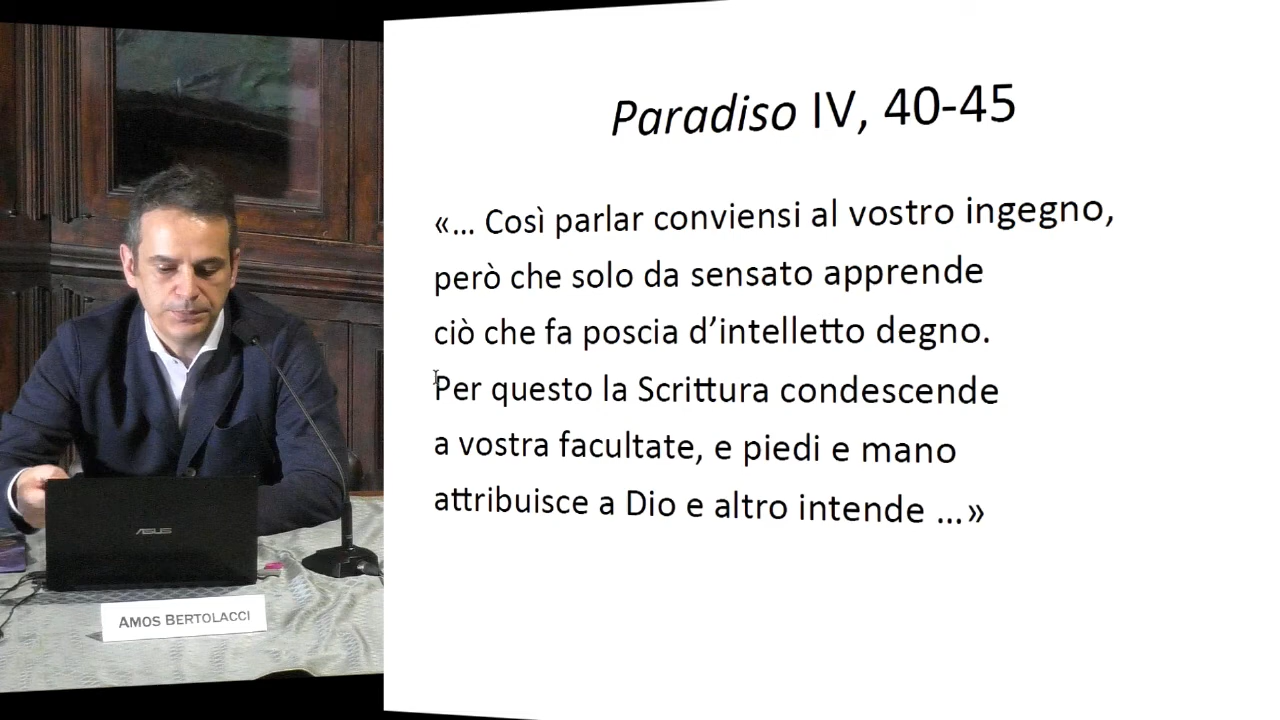 Paradiso IV, 40-45
«... Così parlar conviensi al vostro ingegno,
però che solo da sensato apprende
ciò che fa poscia d’intelletto degno.
Per questo la Scrittura condescende
a vostra facultate, e piedi e mano
attribuisce a Dio e altro intende ...»
ASUS
AMOS BERTOLACCI